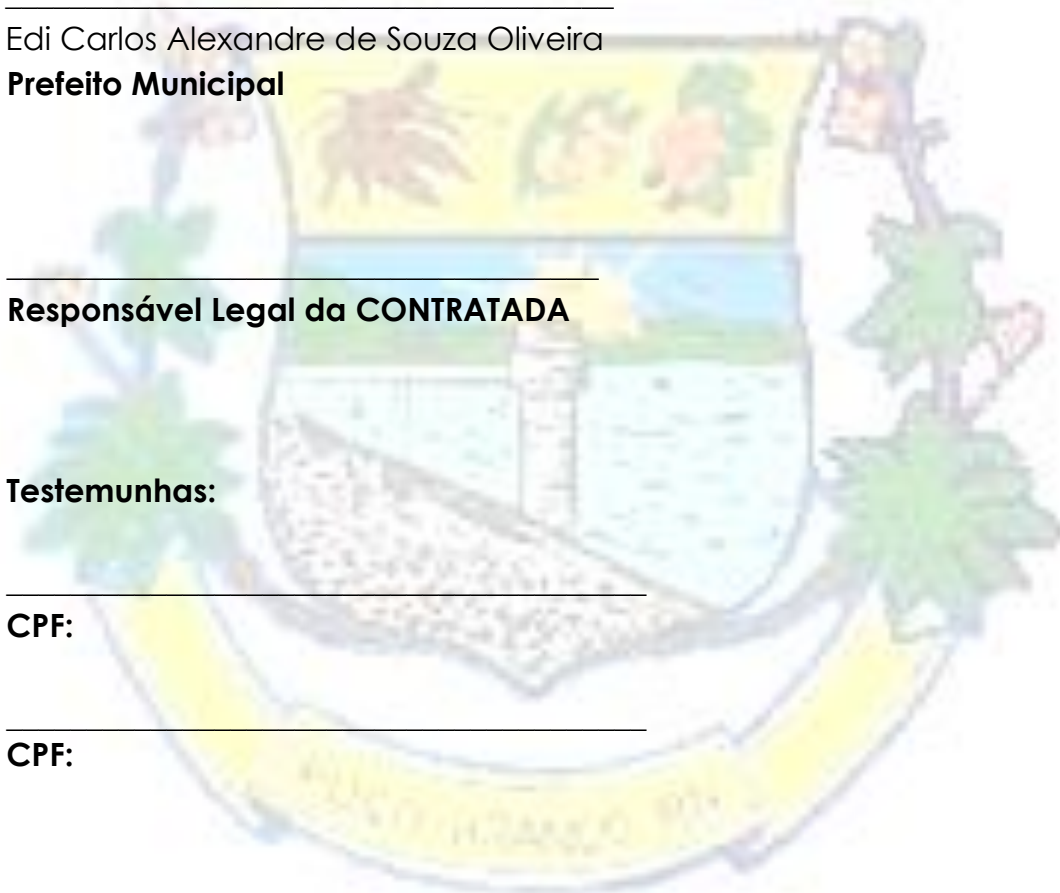 Edi Carlos Alexandre de Souza Oliveira
Prefeito Municipal
Responsável Legal da CONTRATADA
Testemunhas:
CPF:
CPF: